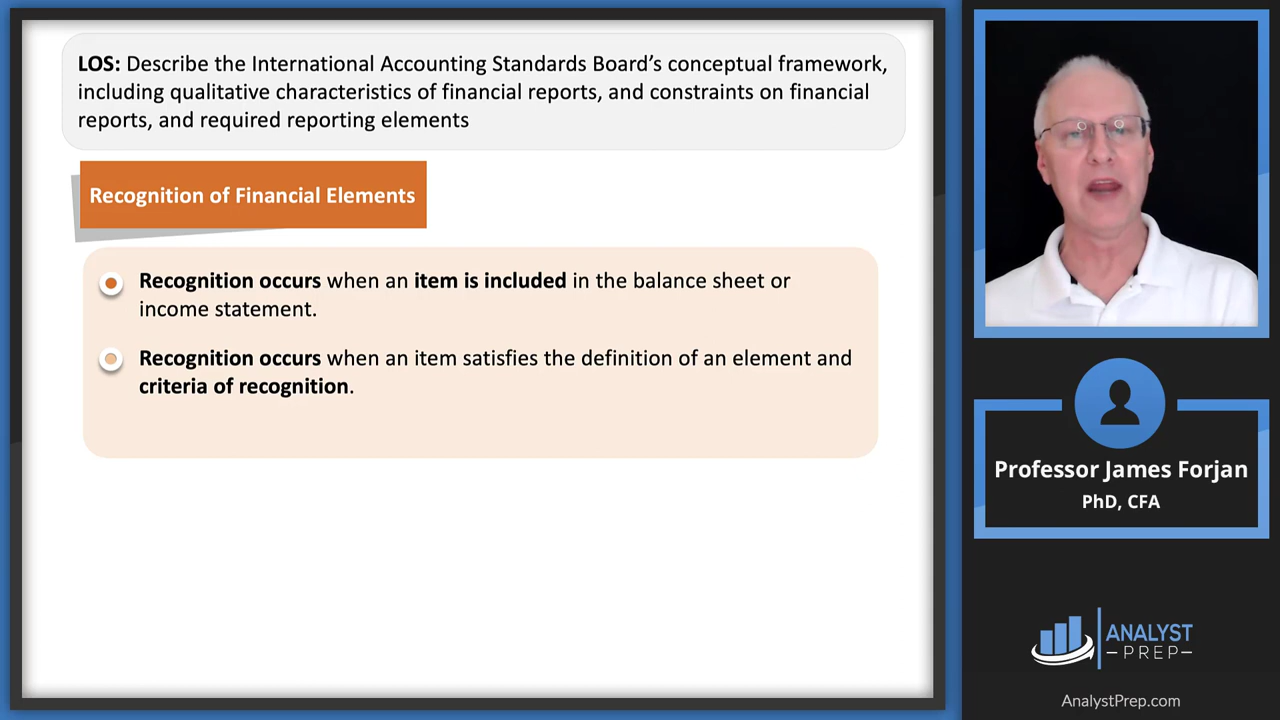 LOS: Describe the International Accounting Standards Board’s conceptual framework,
including qualitative characteristics of financial reports, and constraints on financial
reports, and required reporting elements
Recognition of Financial Elements
Recognition occurs when an item is included in the balance sheet or
income statement.
Recognition occurs when an item satisfies the definition of an element and
criteria of recognition.
Professor James Forjan
PhD, CFA
ANALYST
–PREP–
AnalystPrep.com